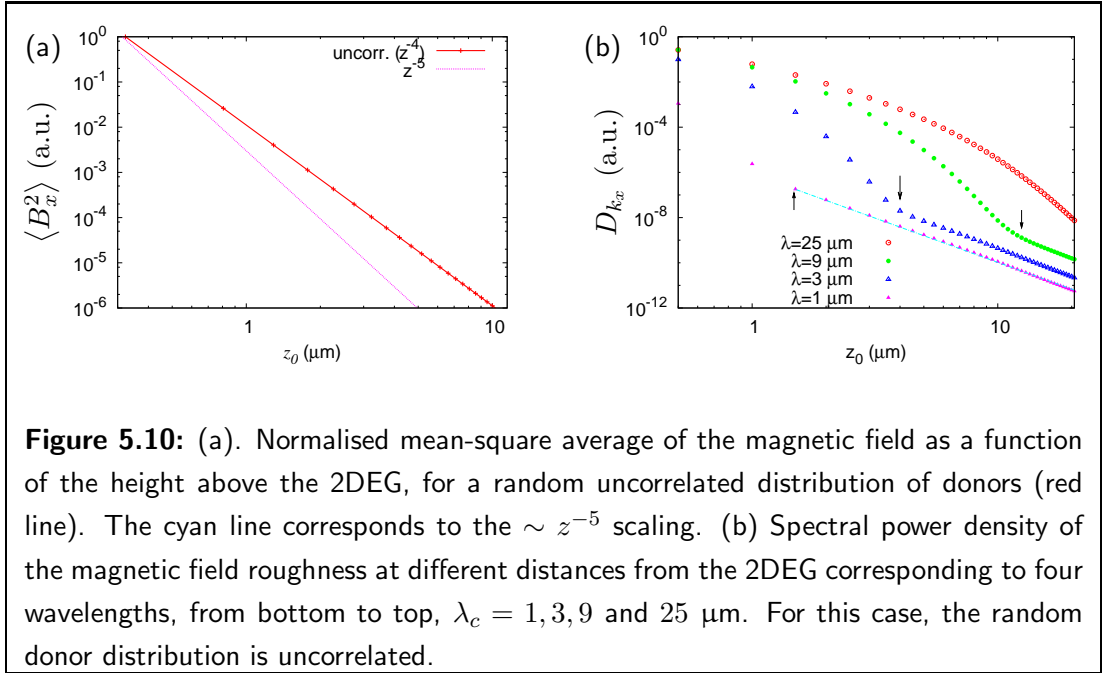 (a)
10^0
10^-1
10^-2
10^-3
10^-4
10^-5
10^-6
⟨B_x^2⟩ (a.u.)
uncorr. (z^-4)
z^-5
1
10
z_0 (μm)
(b)
10^0
10^-4
10^-8
10^-12
D_{k_x} (a.u.)
λ=25 μm
λ=9 μm
λ=3 μm
λ=1 μm
1
10
z_0 (μm)
Figure 5.10: (a). Normalised mean-square average of the magnetic field as a function
of the height above the 2DEG, for a random uncorrelated distribution of donors (red
line). The cyan line corresponds to the ∼ z^-5 scaling. (b) Spectral power density of
the magnetic field roughness at different distances from the 2DEG corresponding to four
wavelengths, from bottom to top, λ_c = 1, 3, 9 and 25 μm. For this case, the random
donor distribution is uncorrelated.